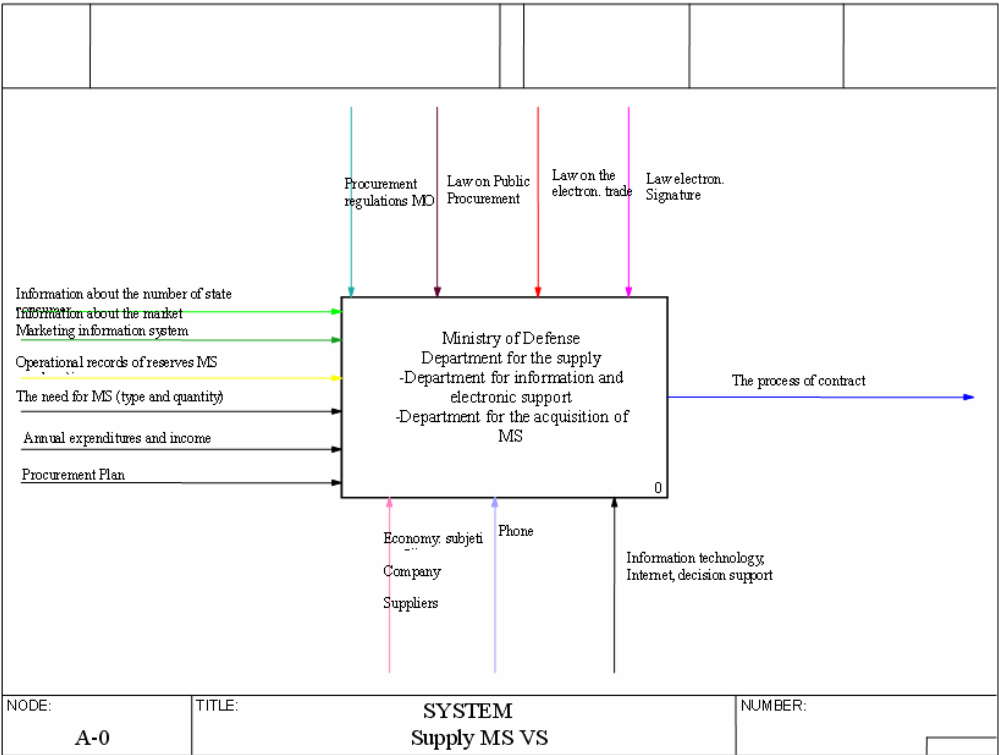 Procurement
regulations MO
Law on Public
Procurement
Law on the
electron. trade
Law electron.
Signature
Information about the number of state
Information about the market
Marketing information system
Operational records of reserves MS
The need for MS (type and quantity)
Annual expenditures and income
Procurement Plan
Ministry of Defense
Department for the supply
-Department for information and
electronic support
-Department for the acquisition of
MS
0
The process of contract
Economy. subjeti
Company
Suppliers
Phone
Information technology,
Internet, decision support
NODE:
A-0
TITLE:
SYSTEM
Supply MS VS
NUMBER: